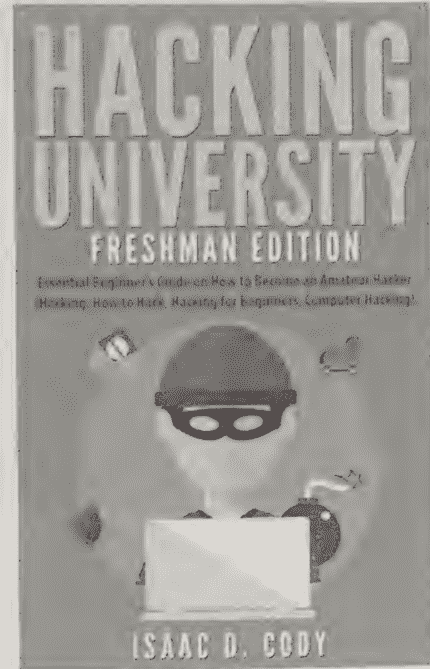 HACKING
UNIVERSITY
FRESHMAN EDITION
Essential Beginner's Guide on How to Become an Amateur Hacker
(Hacking, How to Hack, Hacking for Beginners, Computer Hacking)
ISAAC D. CODY